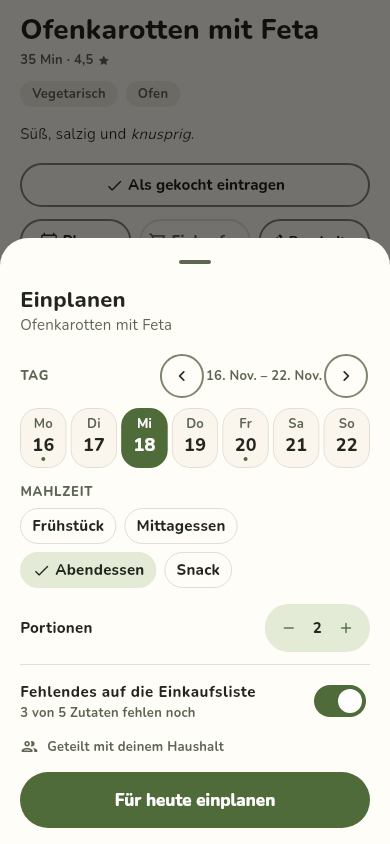 Ofenkarotten mit Feta
35 Min · 4,5 ★
Vegetarisch Ofen
Süß, salzig und knusprig.
Als gekocht eintragen
Einplanen
Ofenkarotten mit Feta
TAG 16. Nov. – 22. Nov.
Mo Di Mi Do Fr Sa So
16 17 18 19 20 21 22
MAHLZEIT
Frühstück Mittagessen
Abendessen Snack
Portionen − 2 +
Fehlendes auf die Einkaufsliste
3 von 5 Zutaten fehlen noch
Geteilt mit deinem Haushalt
Für heute einplanen